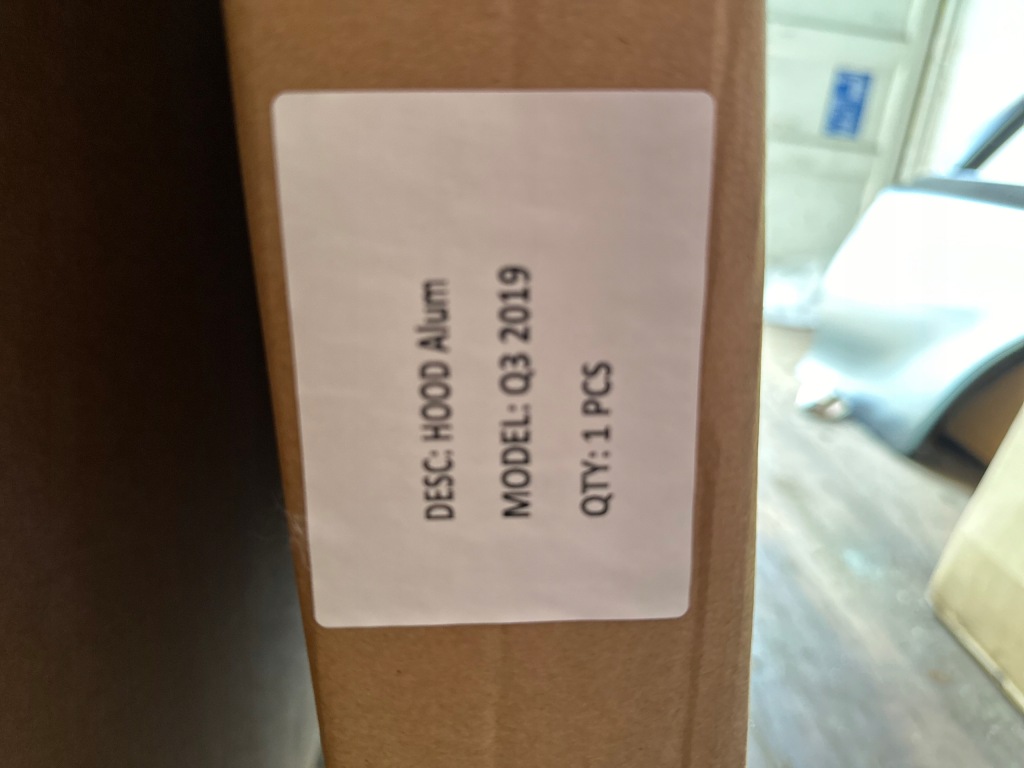 DESC: HOOD Alum
MODEL: Q3 2019
QTY: 1 PCS